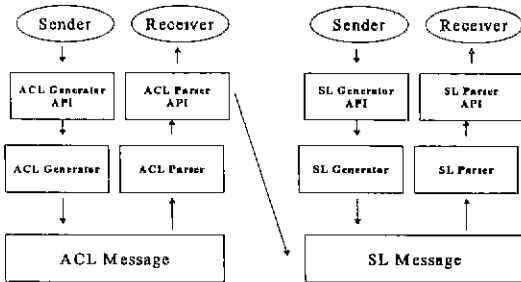 Sender
Receiver
Sender
Receiver
ACL Generator
API
ACL Parser
API
SL Generator
API
SL Parser
API
ACL Generator
ACL Parser
SL Generator
SL Parser
ACL Message
SL Message